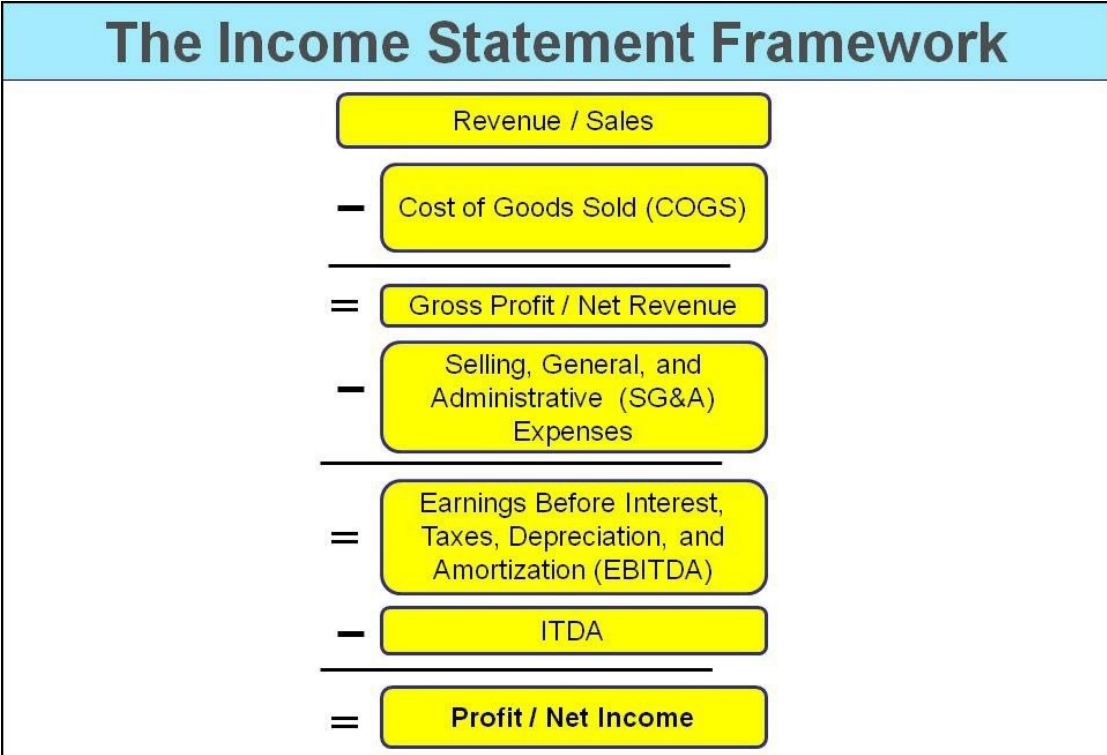 The Income Statement Framework
Revenue / Sales
– Cost of Goods Sold (COGS)
= Gross Profit / Net Revenue
Selling, General, and
– Administrative (SG&A)
Expenses
Earnings Before Interest,
= Taxes, Depreciation, and
Amortization (EBITDA)
– ITDA
= Profit / Net Income